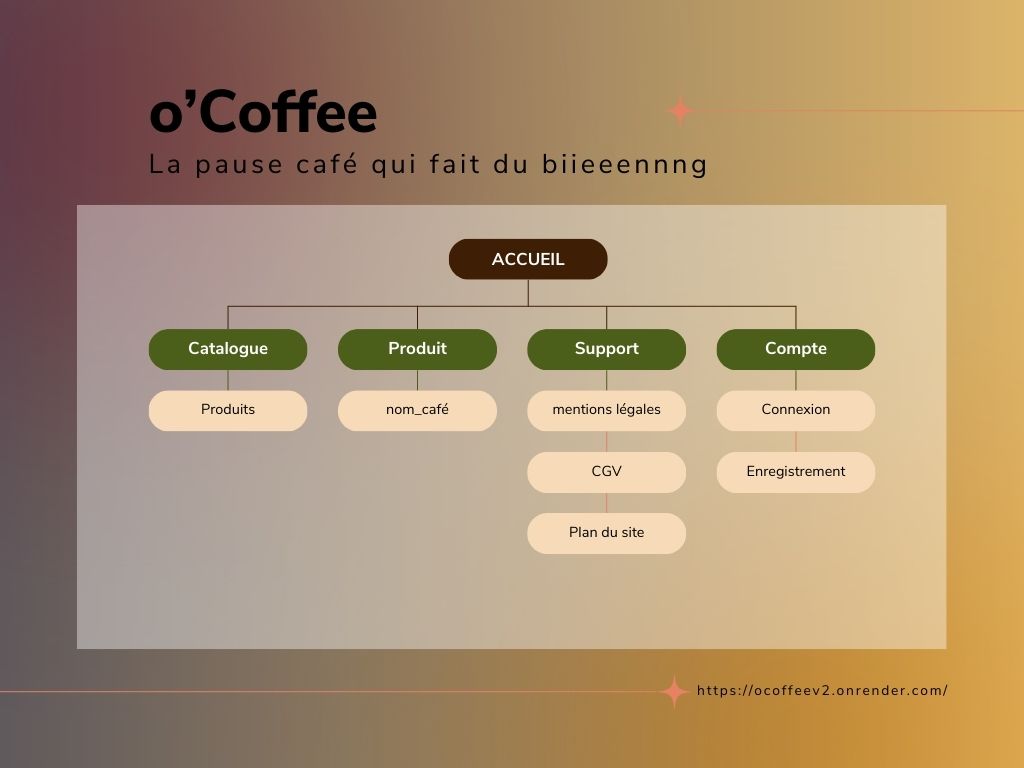 o’Coffee
La pause café qui fait du biieeennng
ACCUEIL
Catalogue
Produit
Support
Compte
Produits
nom_café
mentions légales
Connexion
CGV
Enregistrement
Plan du site
https://ocoffeev2.onrender.com/